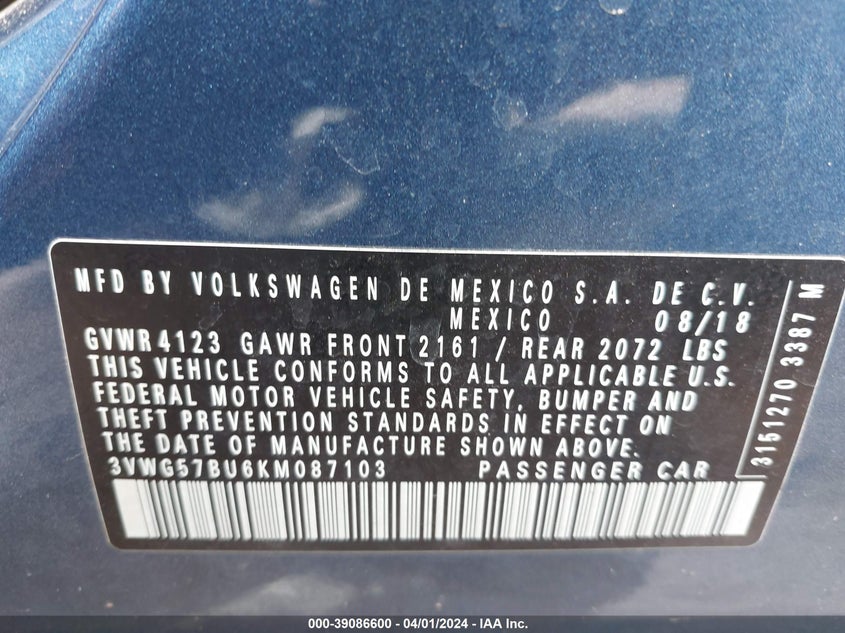 MFD BY VOLKSWAGEN DE MEXICO S.A. DE C.V.
MEXICO 08/18
GVWR 4123 GAWR FRONT 2161 / REAR 2072 LBS
THIS VEHICLE CONFORMS TO ALL APPLICABLE U.S.
FEDERAL MOTOR VEHICLE SAFETY, BUMPER AND
THEFT PREVENTION STANDARDS IN EFFECT ON
THE DATE OF MANUFACTURE SHOWN ABOVE.
3VWG57BU6KM087103 PASSENGER CAR
3151270 3387 M
000-39086600 - 04/01/2024 - IAA Inc.